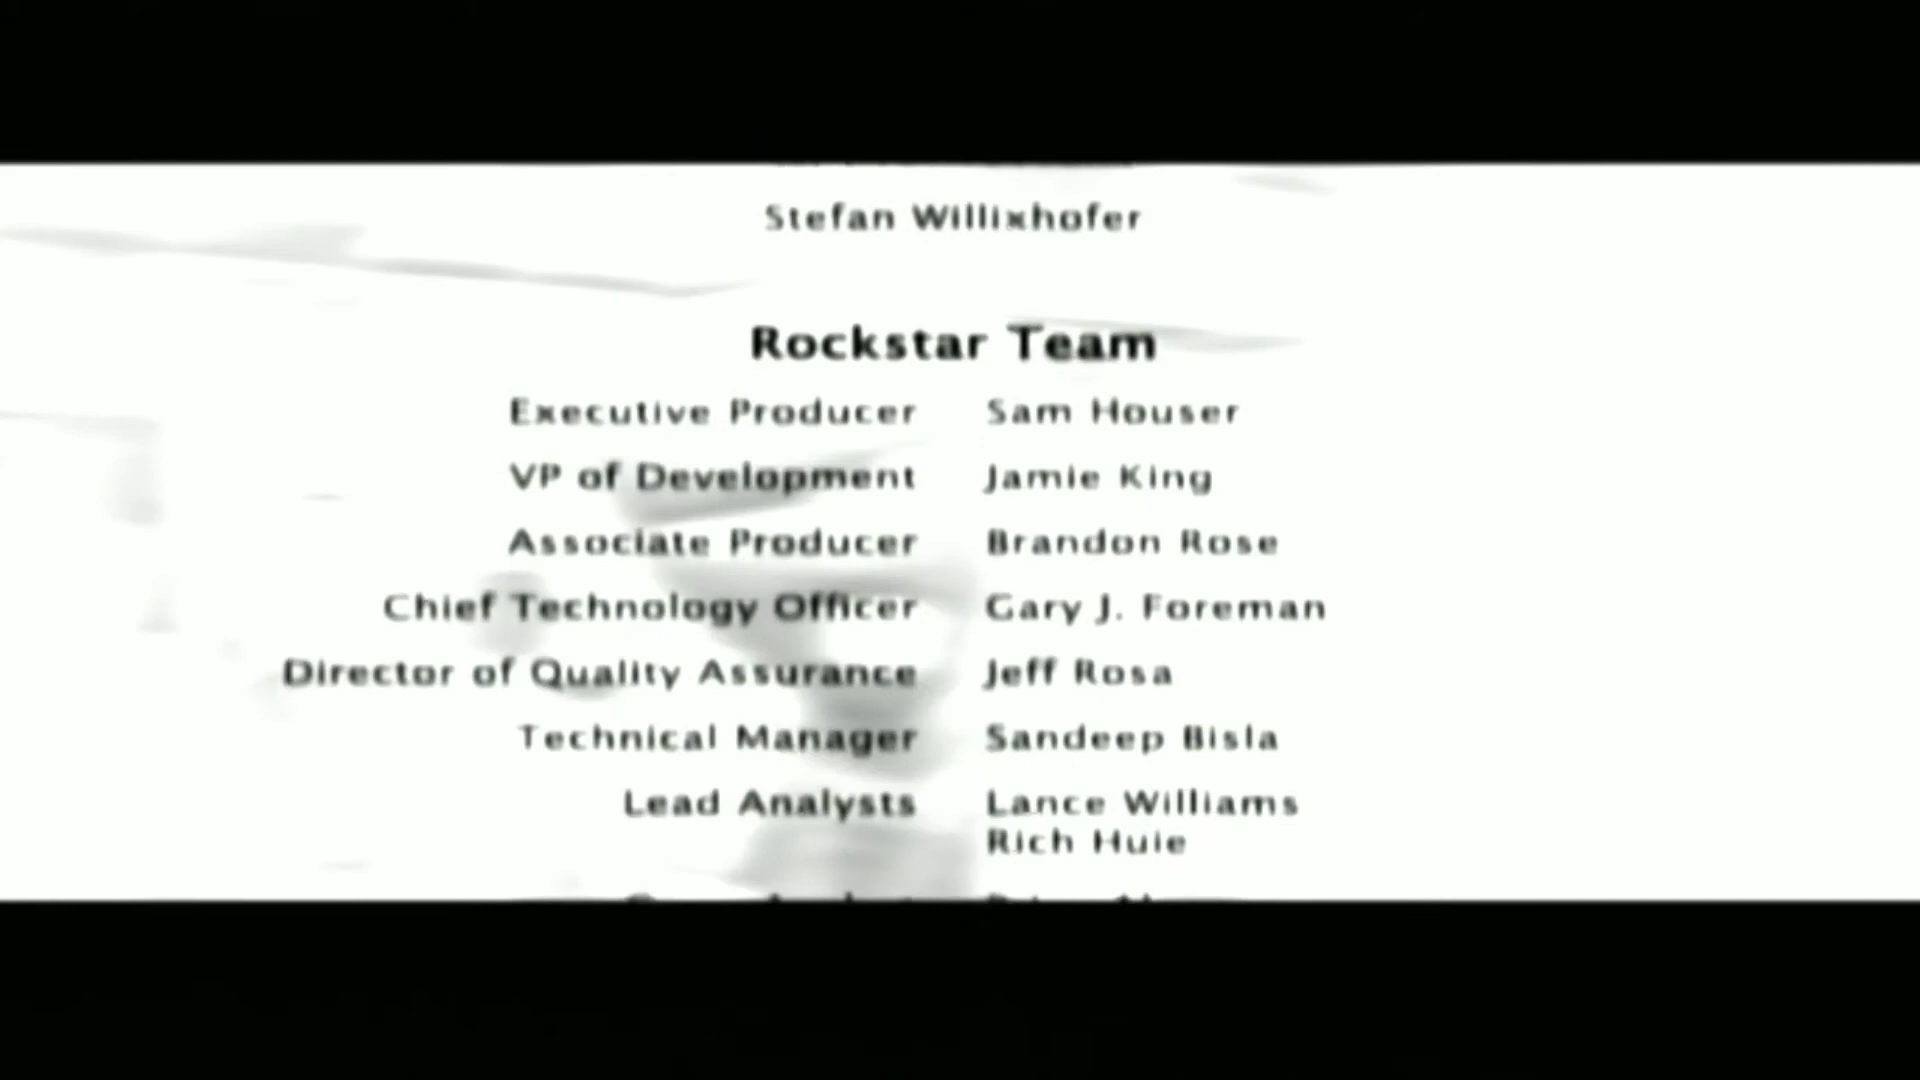 Stefan Willixhofer
Rockstar Team
Executive Producer Sam Houser
VP of Development Jamie King
Associate Producer Brandon Rose
Chief Technology Officer Gary J. Foreman
Director of Quality Assurance Jeff Rosa
Technical Manager Sandeep Bisla
Lead Analysts Lance Williams
Rich Huie